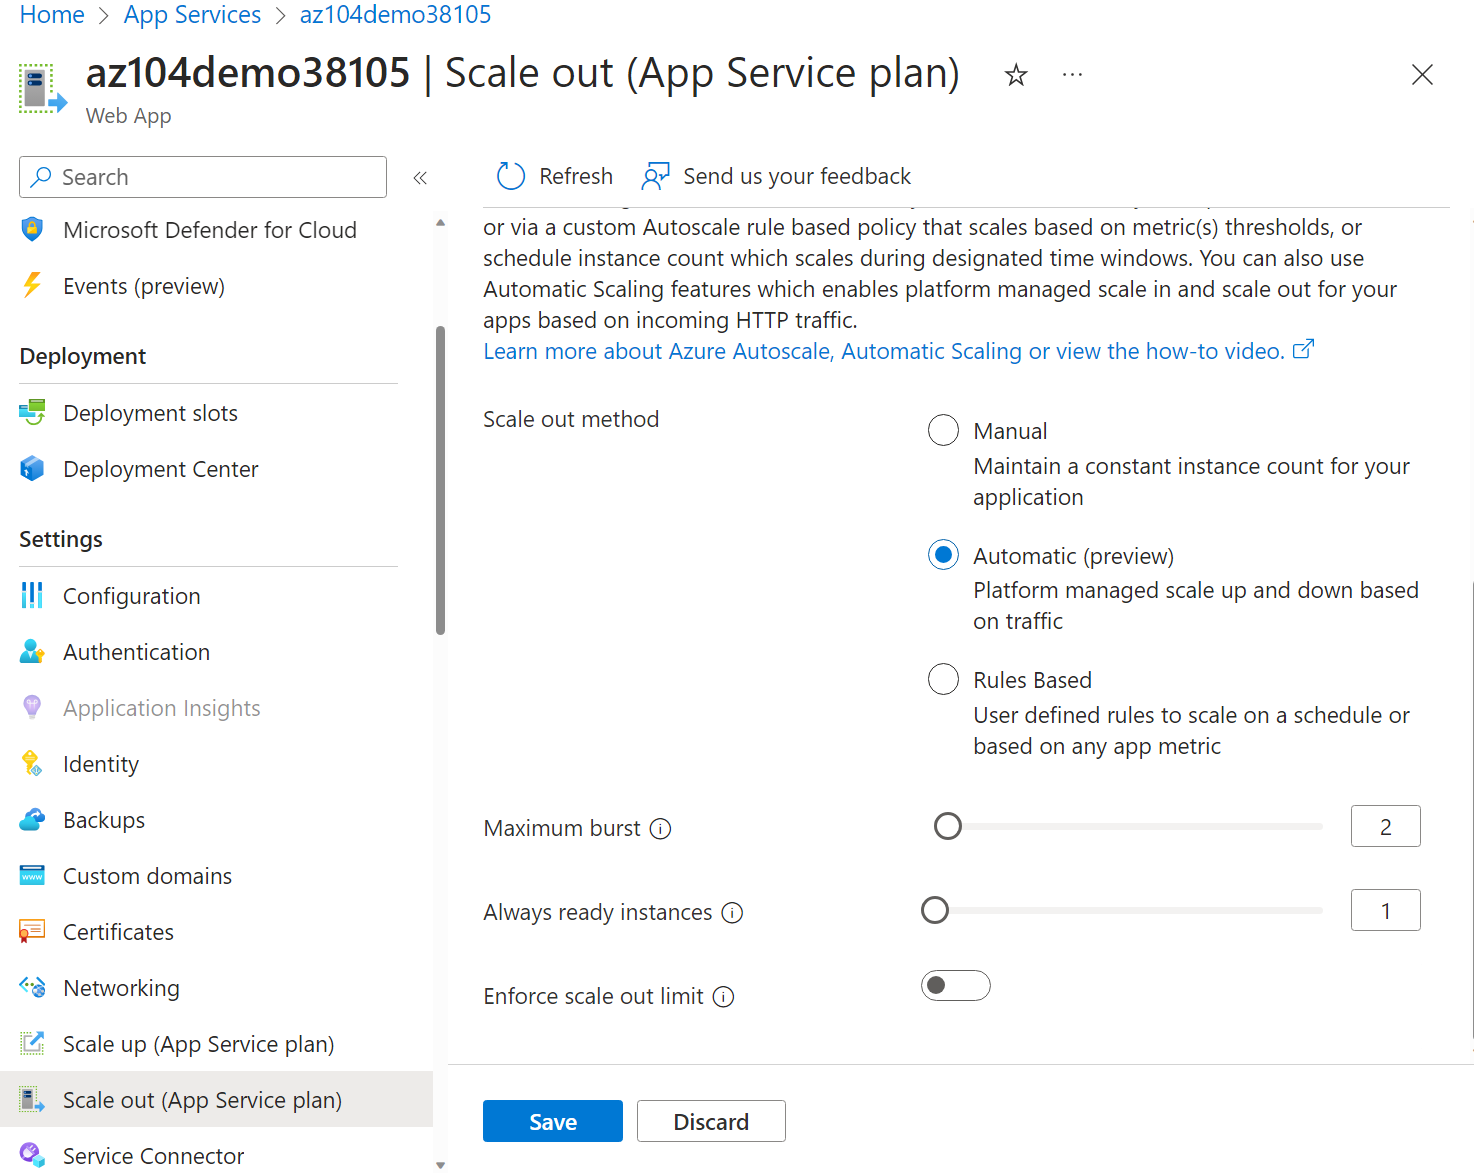 Home > App Services > az104demo38105
az104demo38105 | Scale out (App Service plan)
Web App
Search
Microsoft Defender for Cloud
Events (preview)
Deployment
Deployment slots
Deployment Center
Settings
Configuration
Authentication
Application Insights
Identity
Backups
Custom domains
Certificates
Networking
Scale up (App Service plan)
Scale out (App Service plan)
Service Connector
Refresh
Send us your feedback
or via a custom Autoscale rule based policy that scales based on metric(s) thresholds, or
schedule instance count which scales during designated time windows. You can also use
Automatic Scaling features which enables platform managed scale in and scale out for your
apps based on incoming HTTP traffic.
Learn more about Azure Autoscale, Automatic Scaling or view the how-to video.
Scale out method
Manual
Maintain a constant instance count for your
application
Automatic (preview)
Platform managed scale up and down based
on traffic
Rules Based
User defined rules to scale on a schedule or
based on any app metric
Maximum burst
2
Always ready instances
1
Enforce scale out limit
Save
Discard